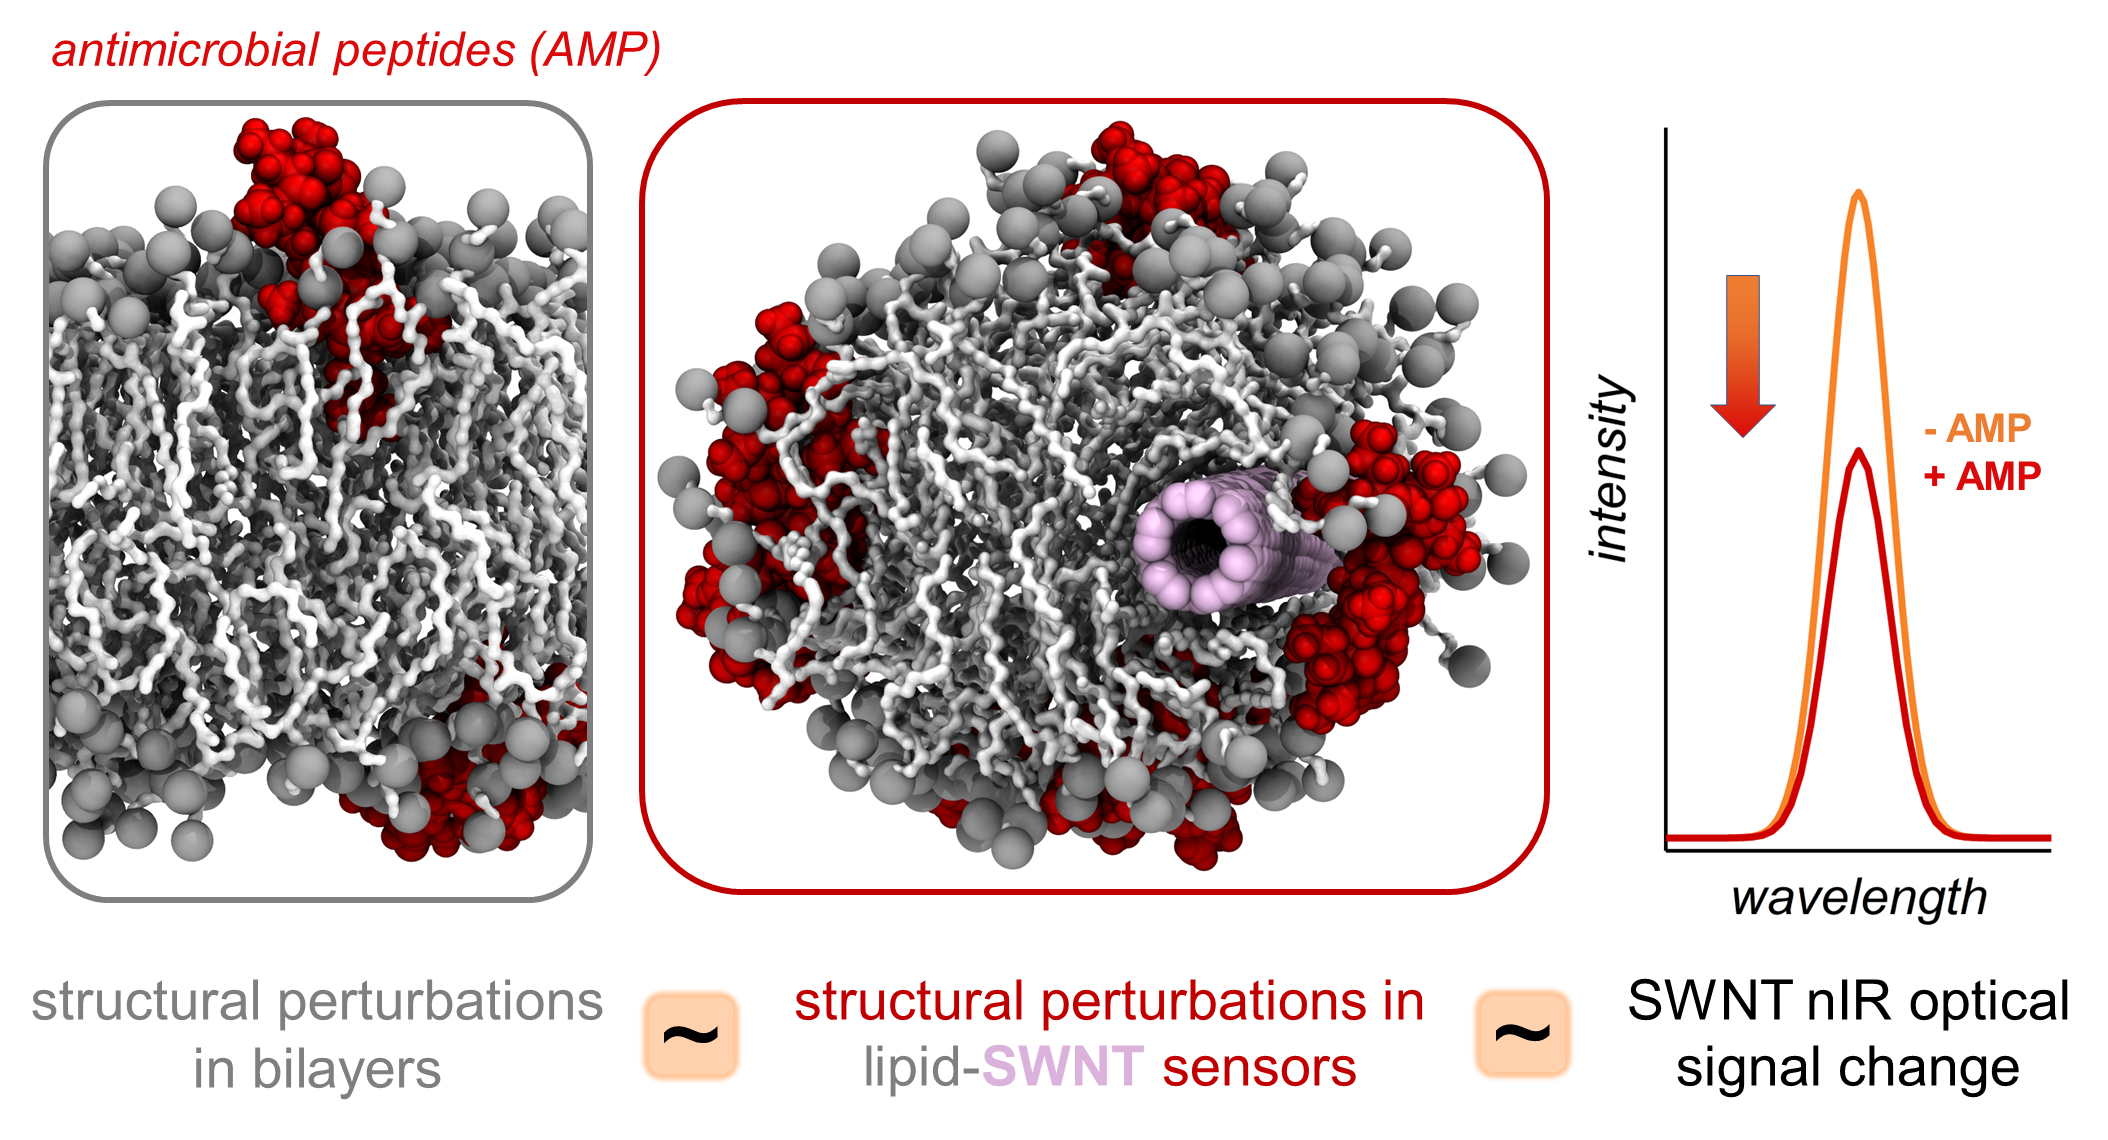 antimicrobial peptides (AMP)
intensity
- AMP
+ AMP
wavelength
structural perturbations
in bilayers
~
structural perturbations in
lipid-SWNT sensors
~
SWNT nIR optical
signal change